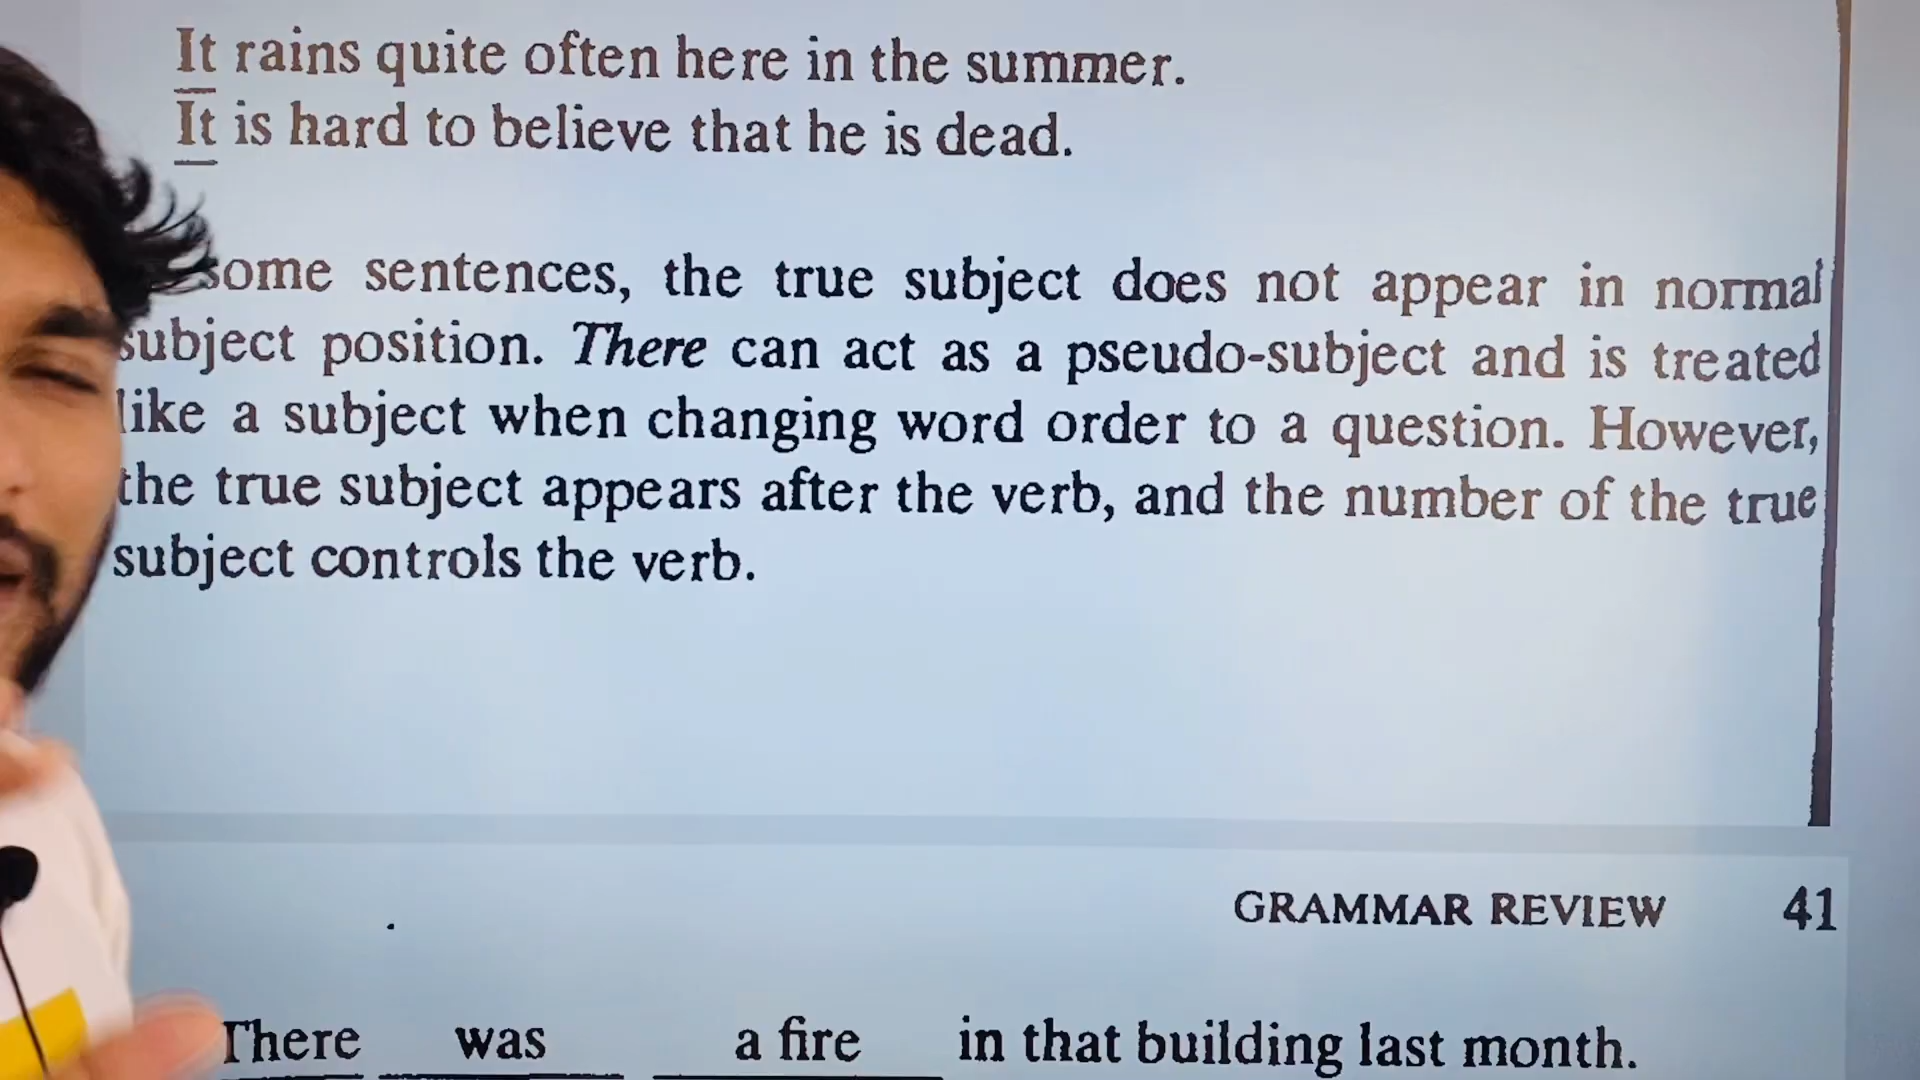 It rains quite often here in the summer.
It is hard to believe that he is dead.
some sentences, the true subject does not appear in normal
subject position. There can act as a pseudo-subject and is treated
like a subject when changing word order to a question. However,
the true subject appears after the verb, and the number of the true
subject controls the verb.
GRAMMAR REVIEW 41
There was a fire in that building last month.